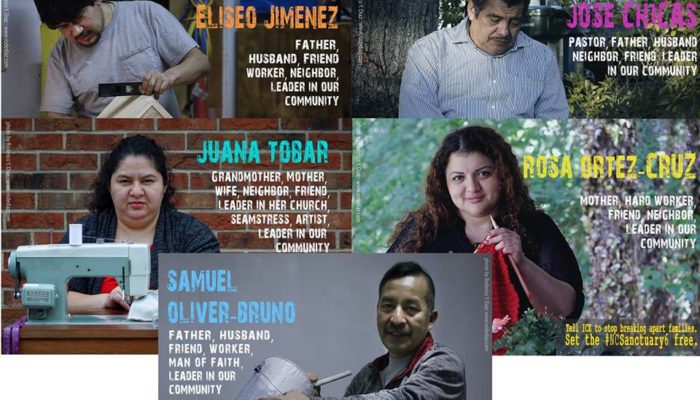 ELISEO JIMENEZ
FATHER,
HUSBAND, FRIEND
WORKER, NEIGHBOR,
LEADER IN OUR
COMMUNITY
JOSE CHICAS
PASTOR, FATHER, HUSBAND
NEIGHBOR, FRIEND, LEADER
IN OUR COMMUNITY
JUANA TOBAR
GRANDMOTHER, MOTHER,
WIFE, NEIGHBOR, FRIEND
LEADER IN HER CHURCH,
SEAMSTRESS, ARTIST,
LEADER IN OUR
COMMUNITY
ROSA ORTEZ-CRUZ
MOTHER, HARD WORKER,
FRIEND, NEIGHBOR,
LEADER IN OUR
COMMUNITY
Tell ICE to stop breaking apart families.
Set the #NCSanctuary6 free.
SAMUEL
OLIVER-BRUNO
FATHER, HUSBAND,
FRIEND, WORKER,
MAN OF FAITH,
LEADER IN OUR
COMMUNITY